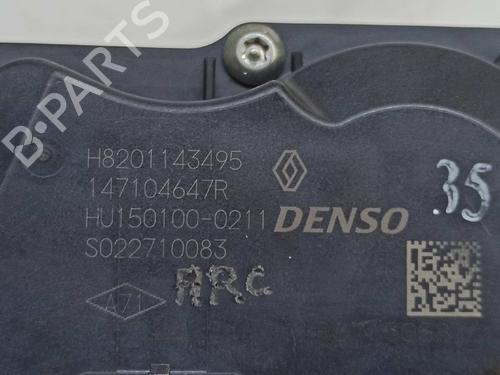 B-PARTS
H8201143495
147104647R
HU150100-0211
DENSO
S022710083
35
A71
ARC